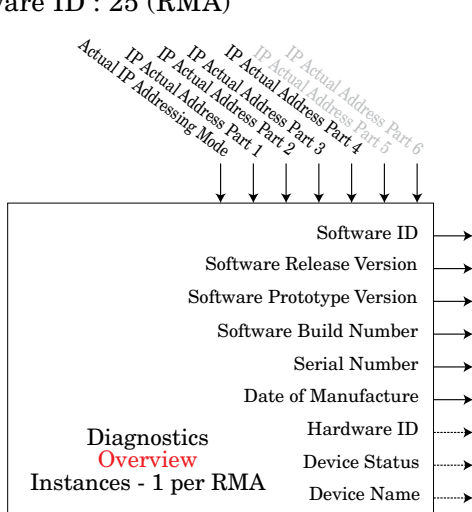 ware ID : 25 (RMA)
Actual IP Addressing Mode
IP Actual Address Part 1
IP Actual Address Part 2
IP Actual Address Part 3
IP Actual Address Part 4
IP Actual Address Part 5
IP Actual Address Part 6
Software ID
Software Release Version
Software Prototype Version
Software Build Number
Serial Number
Date of Manufacture
Hardware ID
Diagnostics
Overview
Instances - 1 per RMA
Device Status
Device Name